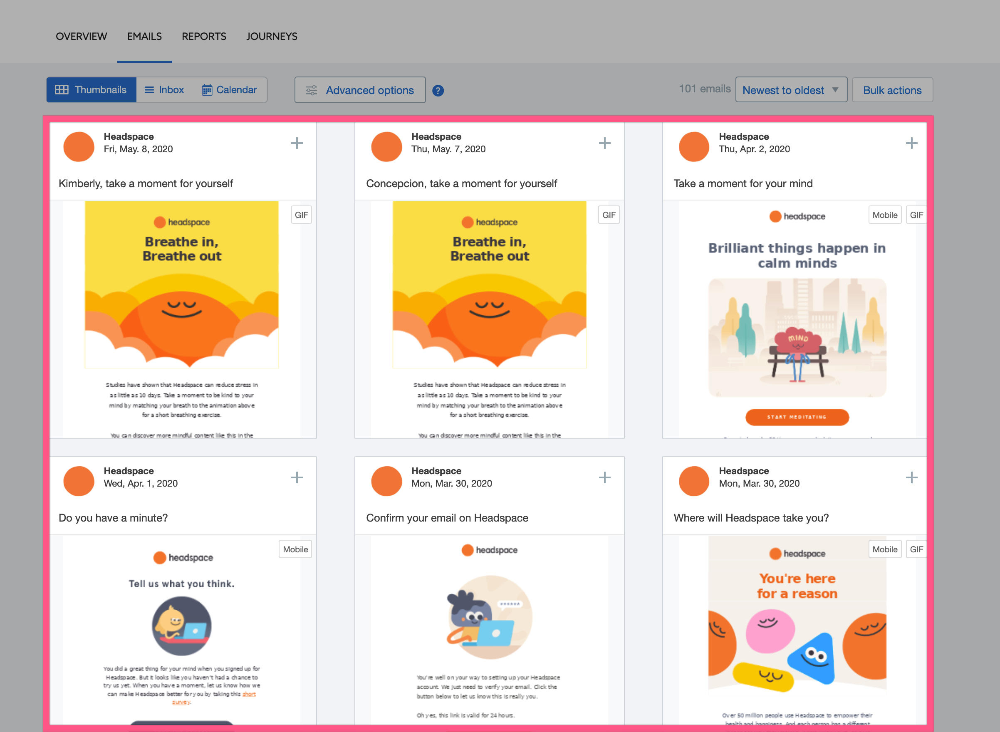 OVERVIEW EMAILS REPORTS JOURNEYS
Thumbnails Inbox Calendar Advanced options ? 101 emails Newest to oldest Bulk actions
Headspace
Fri, May. 8, 2020
Kimberly, take a moment for yourself
GIF
headspace
Breathe in,
Breathe out
Studies have shown that Headspace can reduce stress in
as little as 10 days. Take a moment to be kind to your
mind by matching your breath to the animation above
for a short breathing exercise.
You can discover more mindful content like this in the
Headspace
Thu, May. 7, 2020
Concepcion, take a moment for yourself
GIF
headspace
Breathe in,
Breathe out
Studies have shown that Headspace can reduce stress in
as little as 10 days. Take a moment to be kind to your
mind by matching your breath to the animation above
for a short breathing exercise.
You can discover more mindful content like this in the
Headspace
Thu, Apr. 2, 2020
Take a moment for your mind
Mobile GIF
headspace
Brilliant things happen in
calm minds
MIND
START MEDITATING
Headspace
Wed, Apr. 1, 2020
Do you have a minute?
Mobile
headspace
Tell us what you think.
You did a great thing for your mind when you signed up for
Headspace. But it looks like you haven't had a chance to
try us yet. When you have a moment, let us know how we
can make Headspace better for you by taking this short
survey.
Headspace
Mon, Mar. 30, 2020
Confirm your email on Headspace
headspace
You're well on your way to setting up your Headspace
account. We just need to verify your email. Click the
button below to let us know this is really you.
Oh yes, this link is valid for 24 hours.
Headspace
Mon, Mar. 30, 2020
Where will Headspace take you?
Mobile GIF
headspace
You're here
for a reason
Over 50 million people use Headspace to empower their
health and happiness. And each person has a different